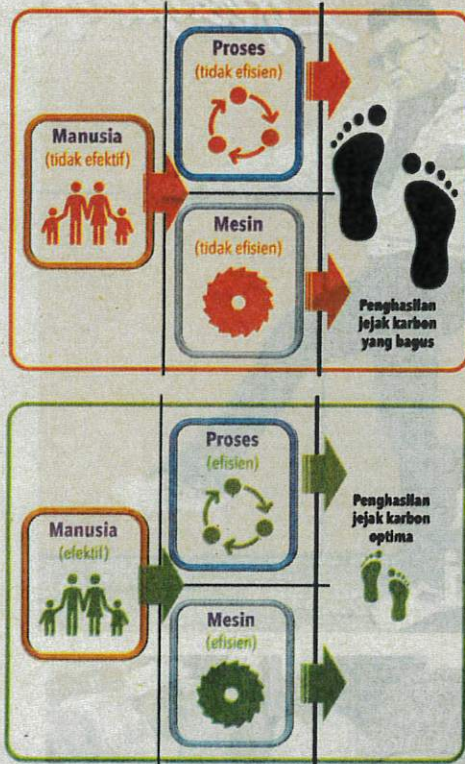 Proses
(tidak efisien)
Manusia
(tidak efektif)
Mesin
(tidak efisien)
Penghasilan
jejak karbon
yang bagus
Proses
(efisien)
Penghasilan
jejak karbon
optima
Manusia
(efektif)
Mesin
(efisien)